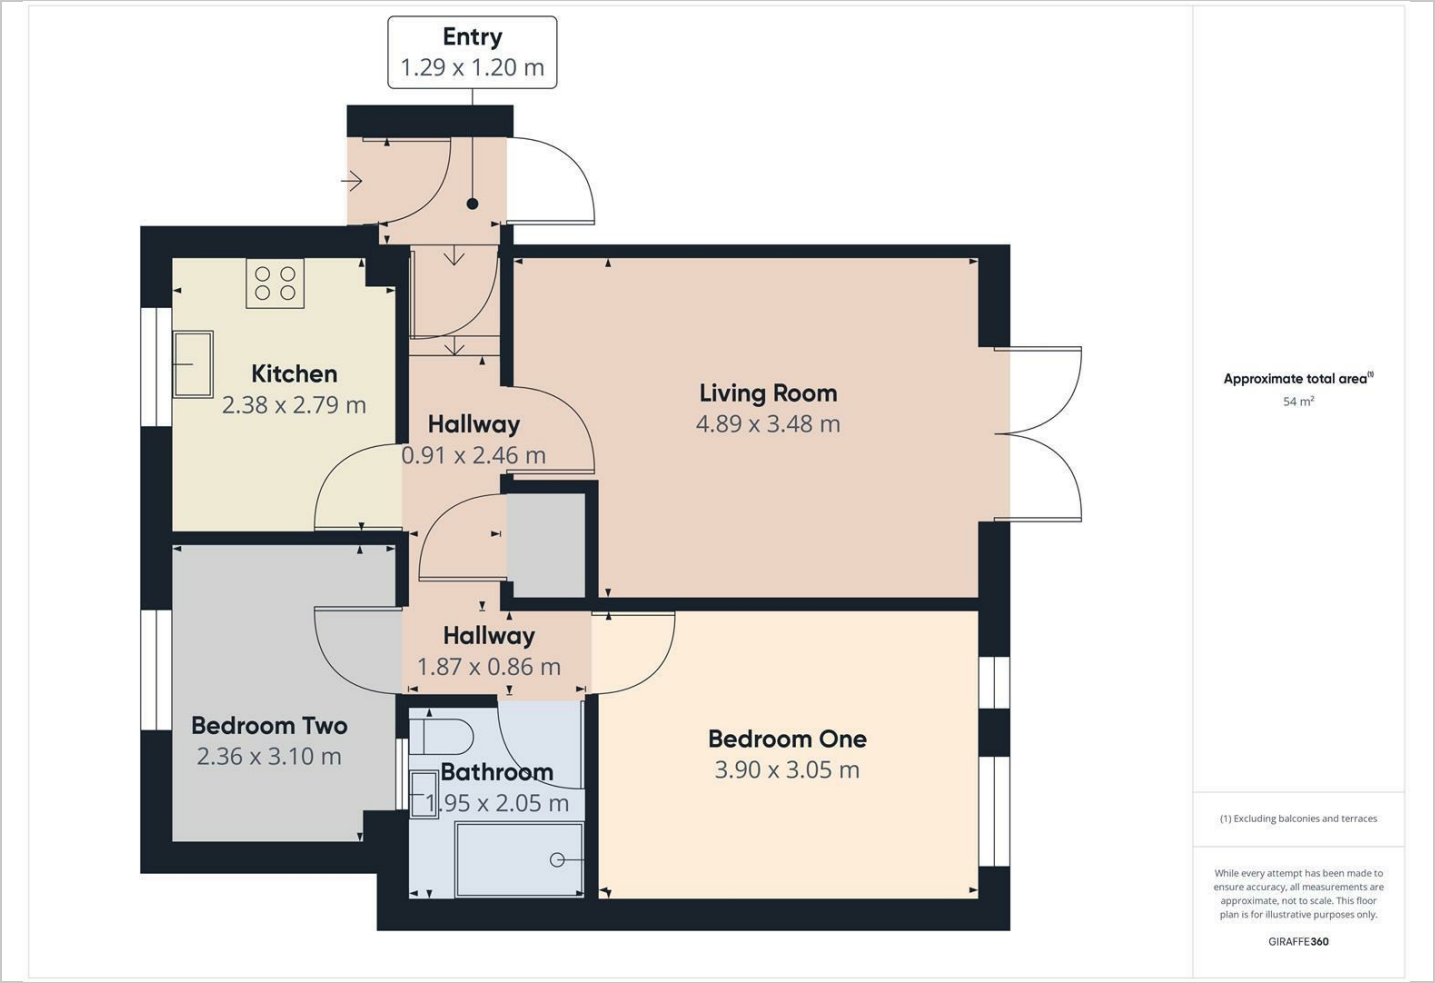 Entry
1.29 x 1.20 m
Kitchen
2.38 x 2.79 m
Living Room
4.89 x 3.48 m
Hallway
0.91 x 2.46 m
Hallway
1.87 x 0.86 m
Bedroom Two
2.36 x 3.10 m
Bedroom One
3.90 x 3.05 m
Bathroom
1.95 x 2.05 m
Approximate total area(1)
54 m²
(1) Excluding balconies and terraces
While every attempt has been made to
ensure accuracy, all measurements are
approximate, not to scale. This floor
plan is for illustrative purposes only.
GIRAFFE360